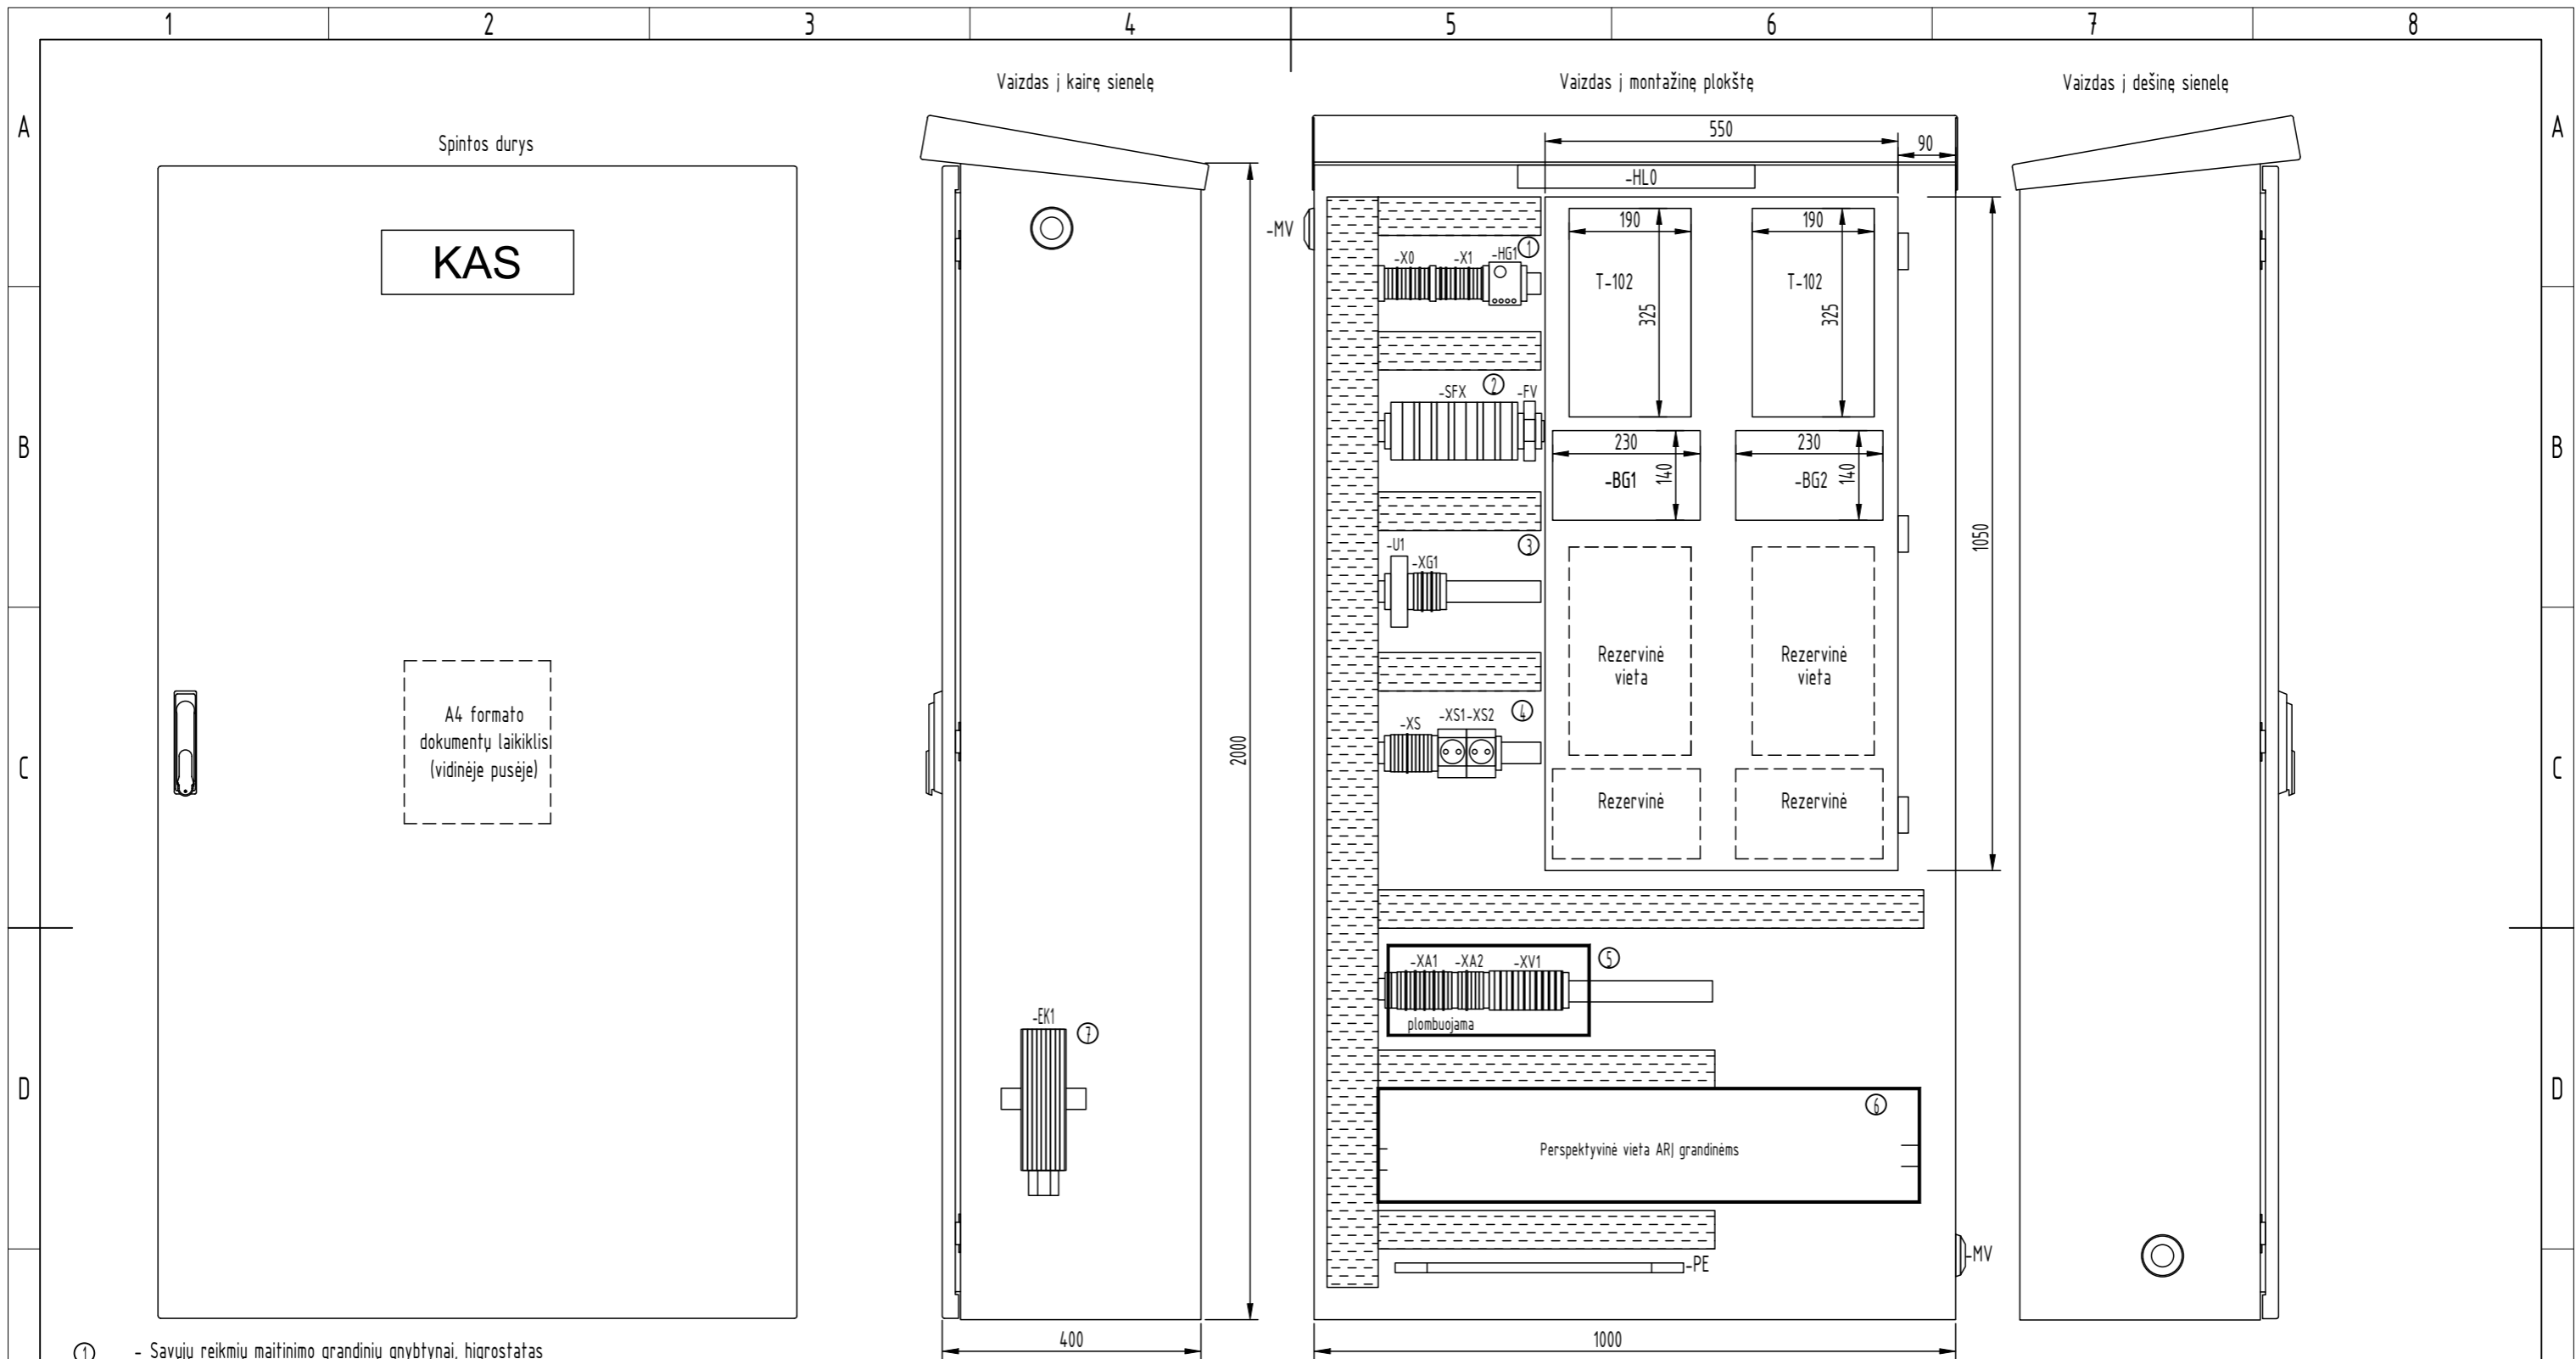 1 2 3 4 5 6 7 8
A A
B B
C C
D D
Spintos durys
KAS
A4 formato
dokumentų laikiklis
(vidinėje pusėje)
Vaizdas į kairę sienelę
2000
400
-EK1
7
Vaizdas į montažinę plokštę
550
90
-HL0
-MV
-X0 -X1 -HG1 1
190
T-102
325
190
T-102
325
-SFX 2 -FV
230
-BG1
140
230
-BG2
140
1050
-U1
-XG1
3
Rezervinė
vieta
Rezervinė
vieta
-XS -XS1 -XS2 4
Rezervinė
Rezervinė
-XA1 -XA2 -XV1 5
plombuojama
6
Perspektyvinė vieta ARĮ grandinėms
-PE
-MV
1000
Vaizdas į dešinę sienelę
1 - Savųjų reikmių maitinimo grandinių gnybtynai, higrostatas